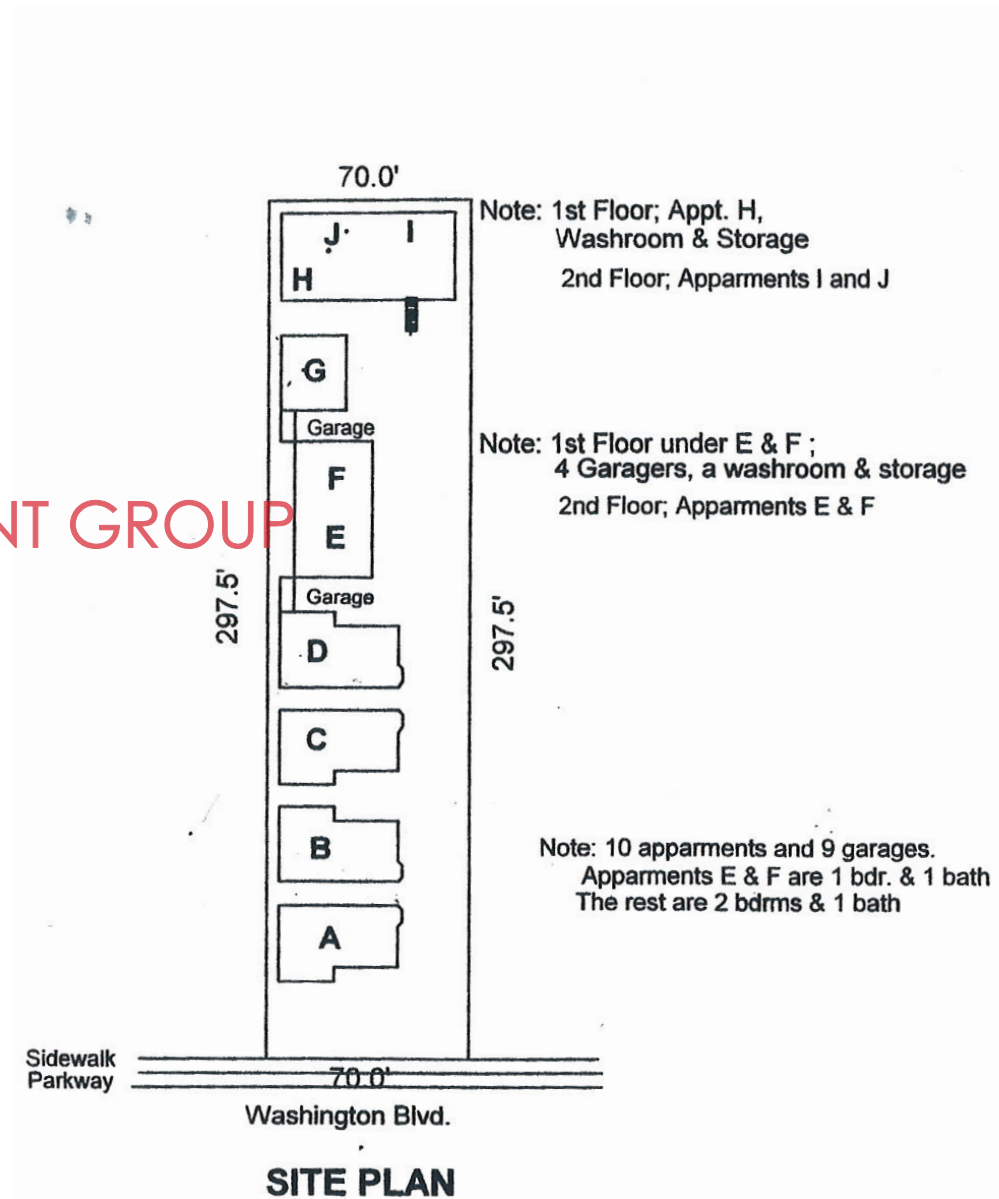 70.0'
Note: 1st Floor; Appt. H,
Washroom & Storage
2nd Floor; Apparments I and J
J
I
H
G
Garage
Note: 1st Floor under E & F ;
4 Garagers, a washroom & storage
2nd Floor; Apparments E & F
F
NT GROUP
E
297.5'
Garage
297.5'
D
C
B
Note: 10 apparments and 9 garages.
Apparments E & F are 1 bdr. & 1 bath
The rest are 2 bdrms & 1 bath
A
Sidewalk
Parkway
70.0'
Washington Blvd.
SITE PLAN